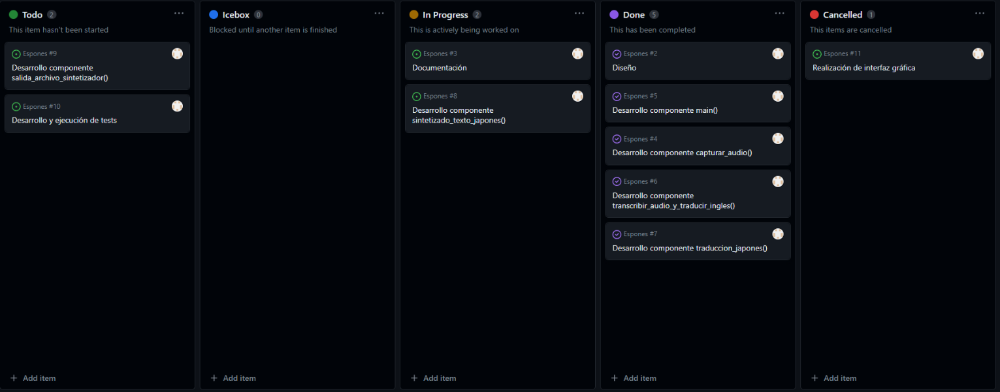 Todo 2
This item hasn't been started
Espones #9
Desarrollo componente
salida_archivo_sintetizador()
Espones #10
Desarrollo y ejecución de tests
Add item
Icebox 0
Blocked until another item is finished
Add item
In Progress 2
This is actively being worked on
Espones #3
Documentación
Espones #8
Desarrollo componente
sintetizado_texto_japones()
Add item
Done 5
This has been completed
Espones #2
Diseño
Espones #5
Desarrollo componente main()
Espones #4
Desarrollo componente capturar_audio()
Espones #6
Desarrollo componente
transcribir_audio_y_traducir_ingles()
Espones #7
Desarrollo componente traduccion_japones()
Add item
Cancelled 1
This items are cancelled
Espones #11
Realización de interfaz gráfica
Add item